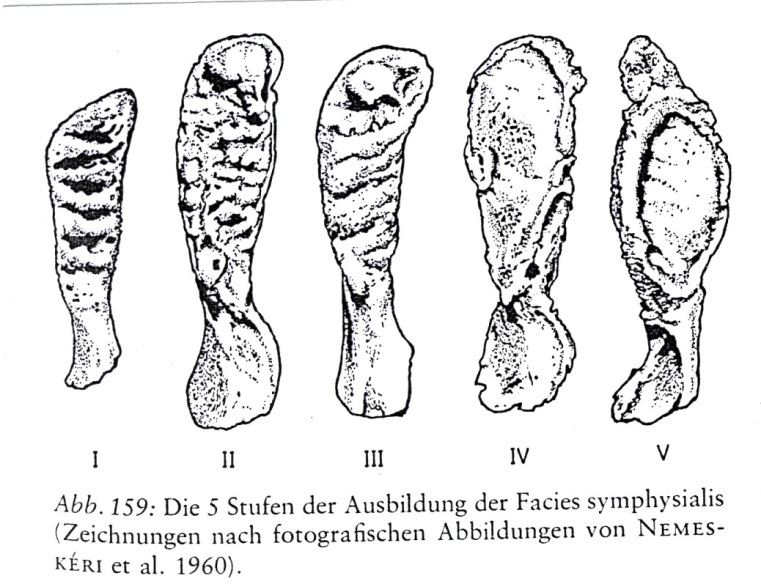 I II III IV V
Abb. 159: Die 5 Stufen der Ausbildung der Facies symphysialis
(Zeichnungen nach fotografischen Abbildungen von NEMES-
KÉRI et al. 1960).